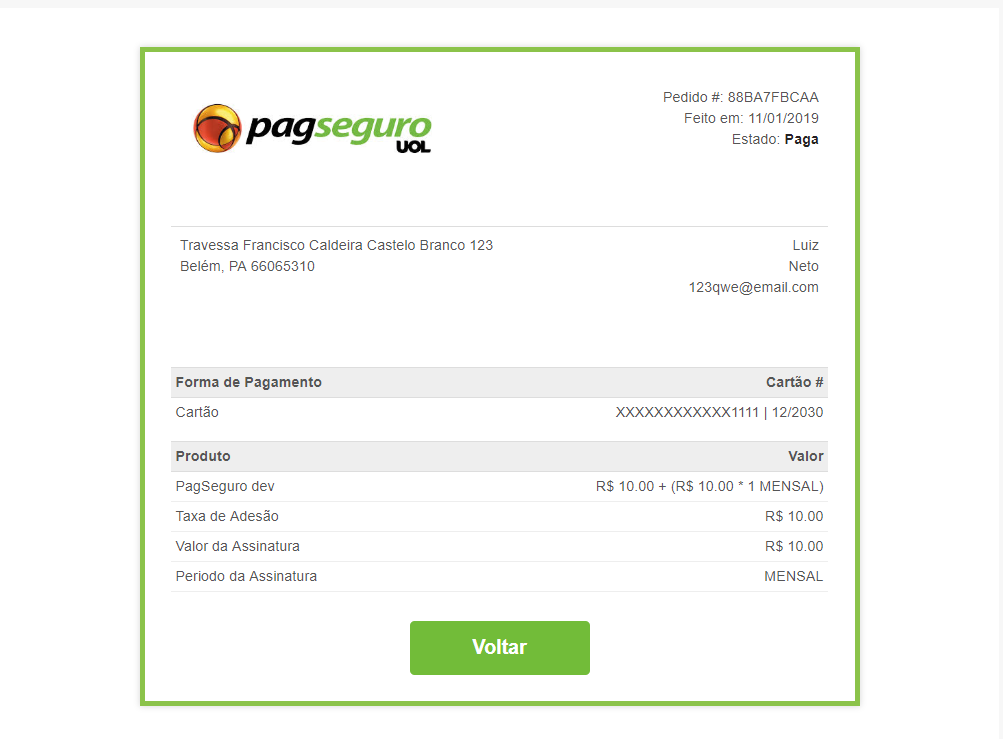 pagseguro
UOL
Pedido #: 88BA7FBCAA
Feito em: 11/01/2019
Estado: Paga
Travessa Francisco Caldeira Castelo Branco 123
Belém, PA 66065310
Luiz
Neto
123qwe@email.com
Forma de Pagamento Cartão #
Cartão XXXXXXXXXXXX1111 | 12/2030
Produto Valor
PagSeguro dev R$ 10.00 + (R$ 10.00 * 1 MENSAL)
Taxa de Adesão R$ 10.00
Valor da Assinatura R$ 10.00
Periodo da Assinatura MENSAL
Voltar